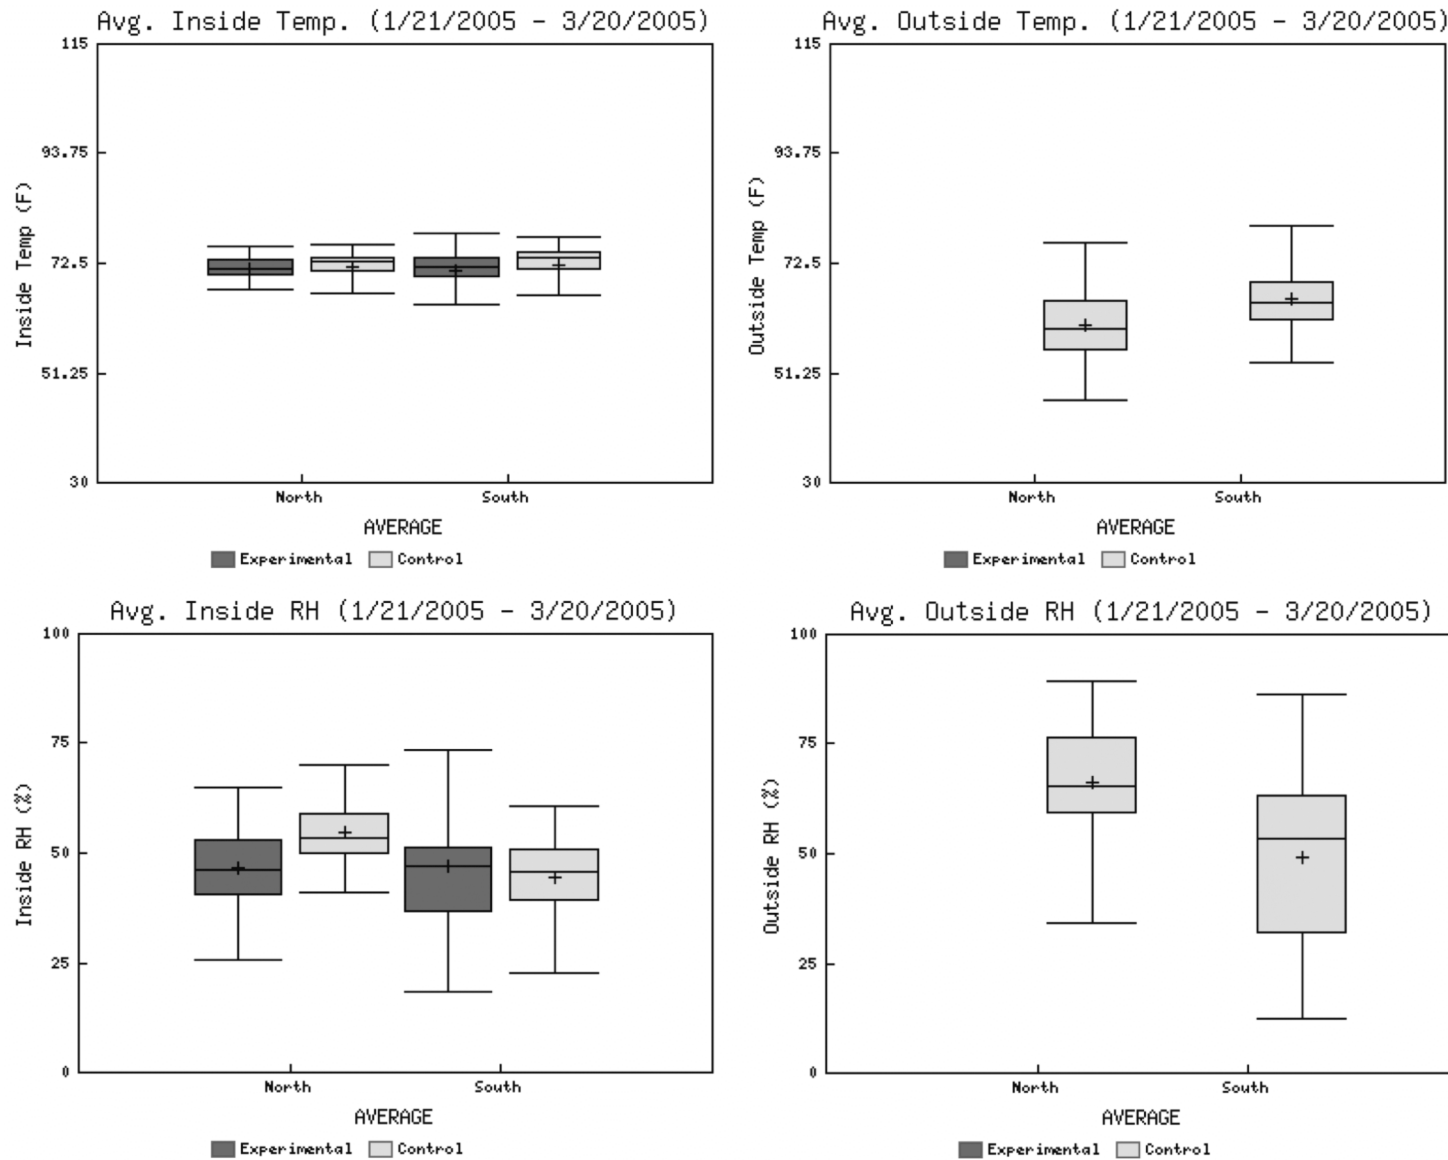 Avg. Inside Temp. (1/21/2005 - 3/20/2005)
115
93.75
72.5
51.25
30
Inside Temp (F)
North South
AVERAGE
Experimental Control
Avg. Outside Temp. (1/21/2005 - 3/20/2005)
115
93.75
72.5
51.25
30
Outside Temp (F)
North South
AVERAGE
Experimental Control
Avg. Inside RH (1/21/2005 - 3/20/2005)
100
75
50
25
0
Inside RH (%)
North South
AVERAGE
Experimental Control
Avg. Outside RH (1/21/2005 - 3/20/2005)
100
75
50
25
0
Outside RH (%)
North South
AVERAGE
Experimental Control